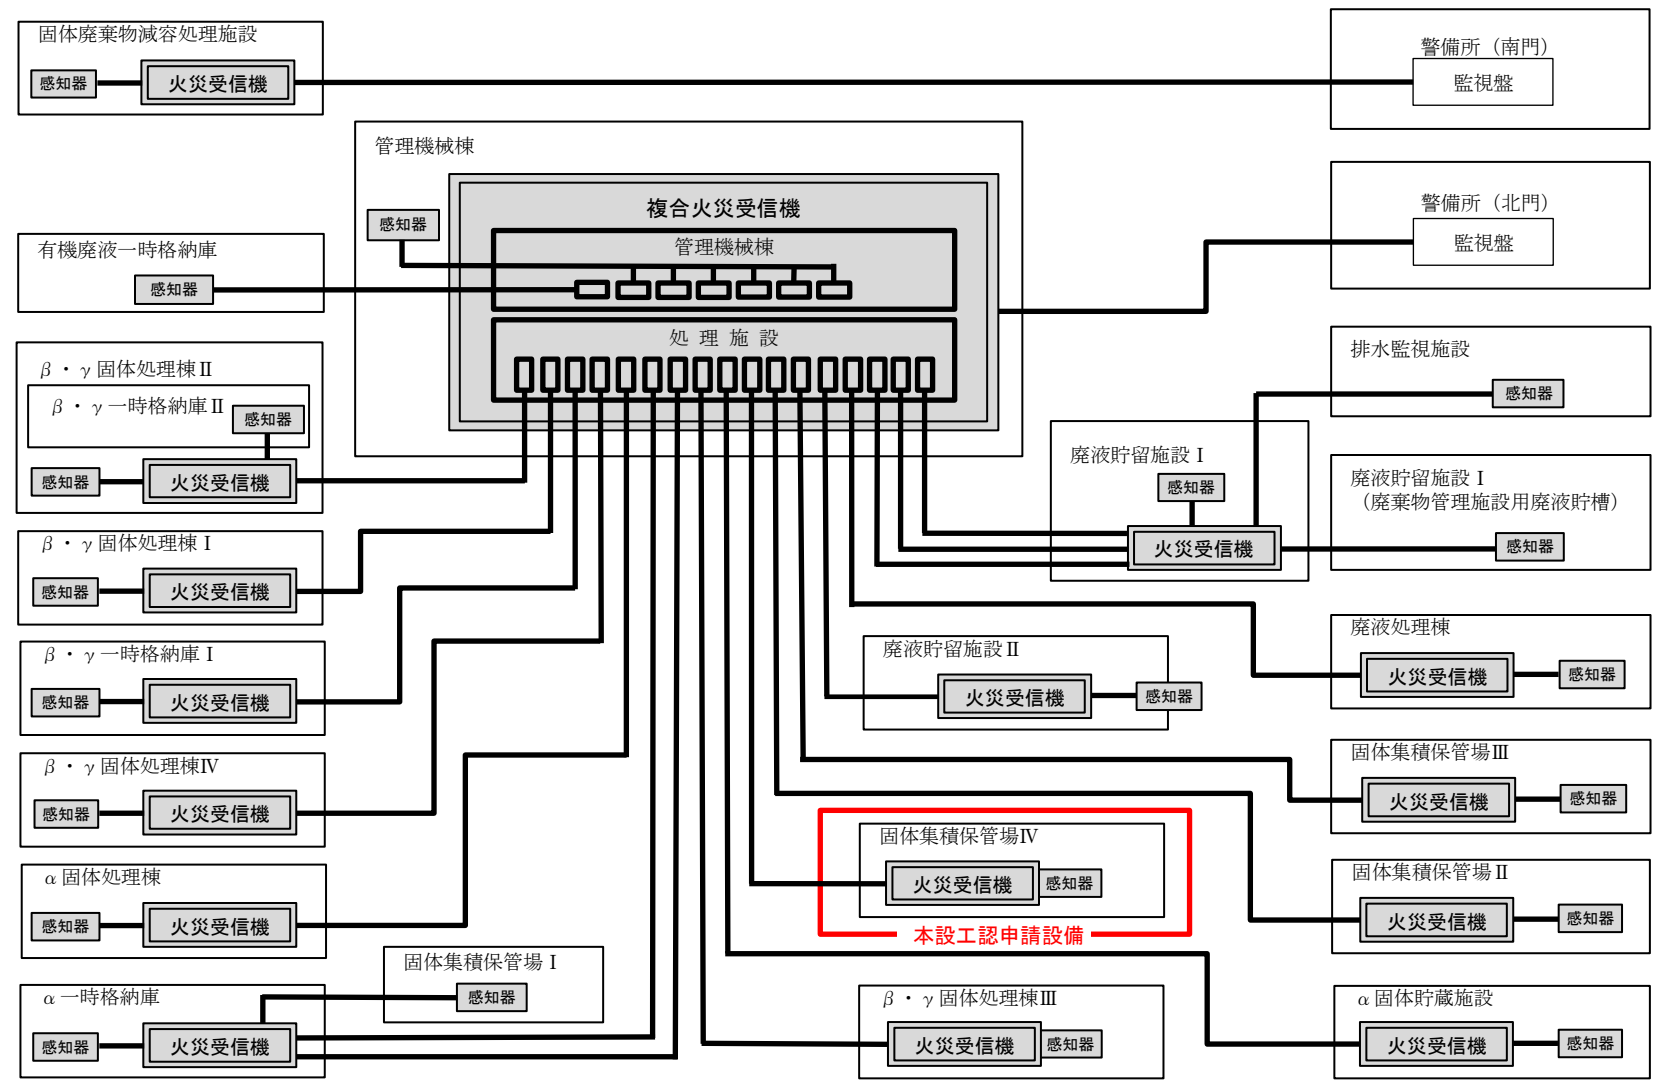 固体廃棄物減容処理施設
感知器
火災受信機
警備所（南門）
監視盤
管理機械棟
感知器
複合火災受信機
管理機械棟
処理施設
警備所（北門）
監視盤
有機廃液一時格納庫
感知器
β・γ固体処理棟Ⅱ
β・γ一時格納庫Ⅱ
感知器
感知器
火災受信機
排水監視施設
感知器
廃液貯留施設Ⅰ
感知器
火災受信機
廃液貯留施設Ⅰ
（廃棄物管理施設用廃液貯槽）
感知器
β・γ固体処理棟Ⅰ
感知器
火災受信機
β・γ一時格納庫Ⅰ
感知器
火災受信機
廃液貯留施設Ⅱ
火災受信機
感知器
廃液処理棟
火災受信機
感知器
β・γ固体処理棟Ⅳ
感知器
火災受信機
固体集積保管場Ⅲ
火災受信機
感知器
固体集積保管場Ⅳ
火災受信機
感知器
本設工認申請設備
α固体処理棟
感知器
火災受信機
固体集積保管場Ⅱ
火災受信機
感知器
固体集積保管場Ⅰ
感知器
α一時格納庫
感知器
火災受信機
β・γ固体処理棟Ⅲ
火災受信機
感知器
α固体貯蔵施設
火災受信機
感知器